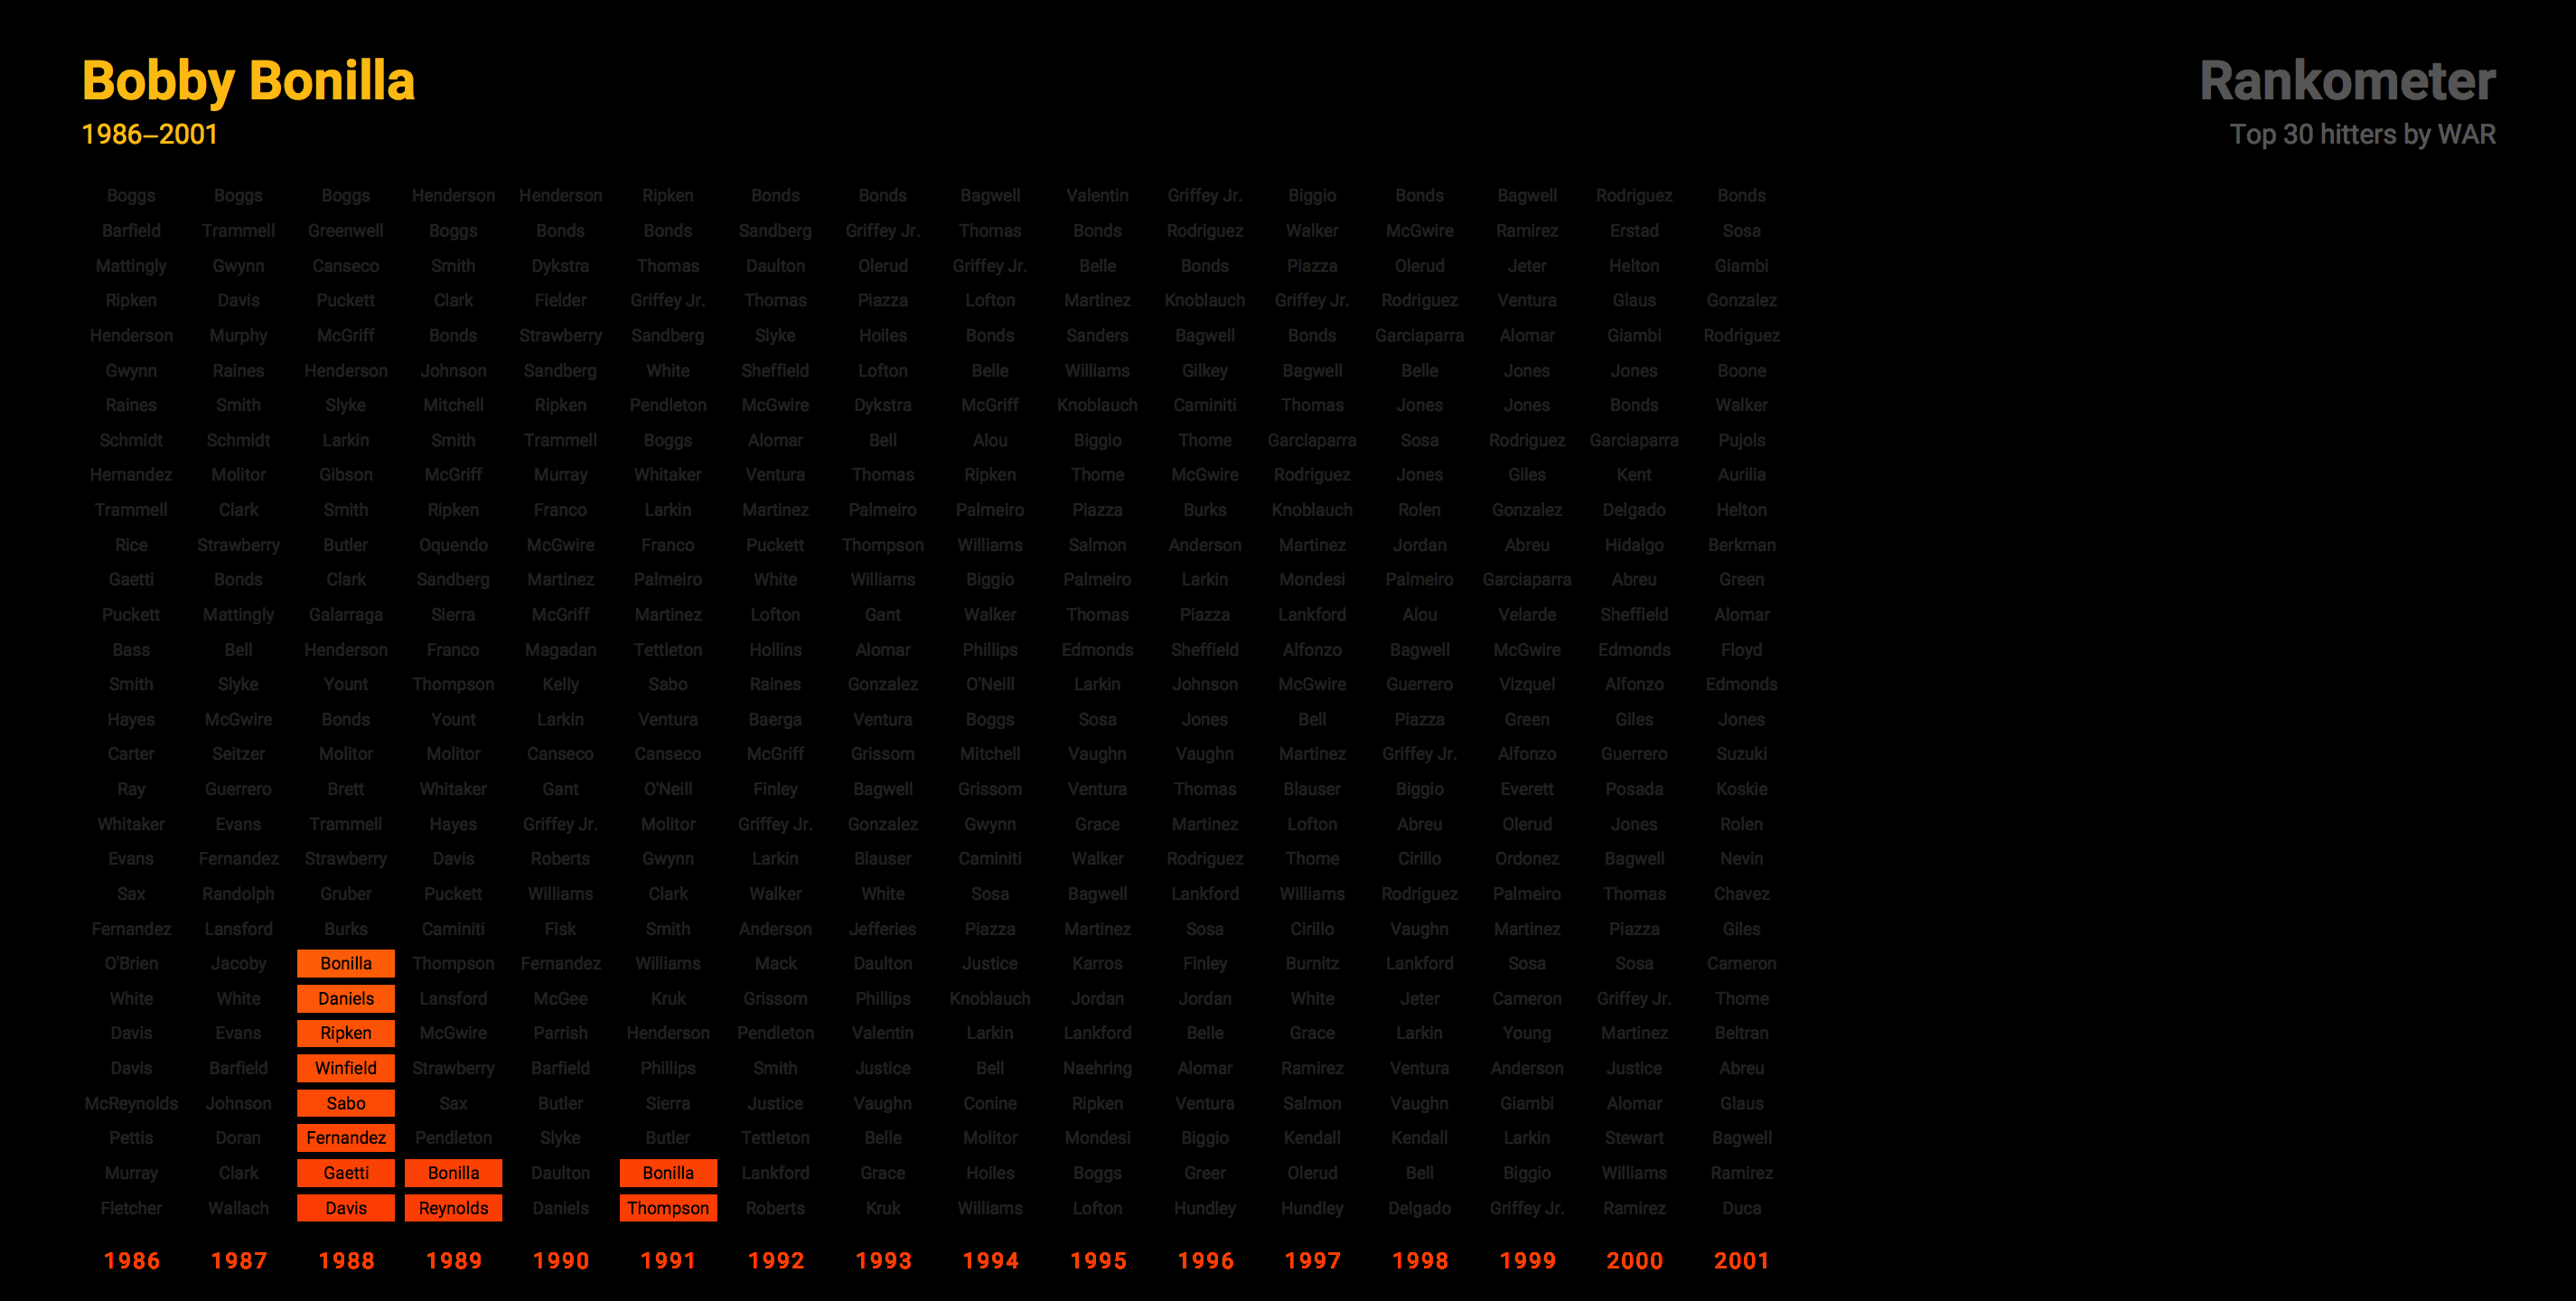 Bobby Bonilla Rankometer
1986–2001 Top 30 hitters by WAR
Boggs Boggs Boggs Henderson Henderson Ripken Bonds Bonds Bagwell Valentin Griffey Jr. Biggio Bonds Bagwell Rodriguez Bonds
Barfield Trammell Greenwell Boggs Bonds Bonds Sandberg Griffey Jr. Thomas Bonds Rodriguez Walker McGwire Ramirez Erstad Sosa
Mattingly Gwynn Canseco Smith Dykstra Thomas Daulton Olerud Griffey Jr. Belle Bonds Piazza Olerud Jeter Helton Giambi
Ripken Davis Puckett Clark Fielder Griffey Jr. Thomas Piazza Lofton Martinez Knoblauch Griffey Jr. Rodriguez Ventura Glaus Gonzalez
Henderson Murphy McGriff Bonds Strawberry Sandberg Slyke Hoiles Bonds Sanders Bagwell Bonds Garciaparra Alomar Giambi Rodriguez
Gwynn Raines Henderson Johnson Sandberg White Sheffield Lofton Belle Williams Gilkey Bagwell Belle Jones Jones Boone
Raines Smith Slyke Mitchell Ripken Pendleton McGwire Dykstra McGriff Knoblauch Caminiti Thomas Jones Jones Bonds Walker
Schmidt Schmidt Larkin Smith Trammell Boggs Alomar Bell Alou Biggio Thome Garciaparra Sosa Rodriguez Garciaparra Pujols
Hernandez Molitor Gibson McGriff Murray Whitaker Ventura Thomas Ripken Thome McGwire Rodriguez Jones Giles Kent Aurilia
Trammell Clark Smith Ripken Franco Larkin Martinez Palmeiro Palmeiro Piazza Burks Knoblauch Rolen Gonzalez Delgado Helton
Rice Strawberry Butler Oquendo McGwire Franco Puckett Thompson Williams Salmon Anderson Martinez Jordan Abreu Hidalgo Berkman
Gaetti Bonds Clark Sandberg Martinez Palmeiro White Williams Biggio Palmeiro Larkin Mondesi Palmeiro Garciaparra Abreu Green
Puckett Mattingly Galarraga Sierra McGriff Martinez Lofton Gant Walker Thomas Piazza Lankford Alou Velarde Sheffield Alomar
Bass Bell Henderson Franco Magadan Tettleton Hollins Alomar Phillips Edmonds Sheffield Alfonzo Bagwell McGwire Edmonds Floyd
Smith Slyke Yount Thompson Kelly Sabo Raines Gonzalez O'Neill Larkin Johnson McGwire Guerrero Vizquel Alfonzo Edmonds
Hayes McGwire Bonds Yount Larkin Ventura Baerga Ventura Boggs Sosa Jones Bell Piazza Green Giles Jones
Carter Seitzer Molitor Molitor Canseco Canseco McGriff Grissom Mitchell Vaughn Vaughn Martinez Griffey Jr. Alfonzo Guerrero Suzuki
Ray Guerrero Brett Whitaker Gant O'Neill Finley Bagwell Grissom Ventura Thomas Blauser Biggio Everett Posada Koskie
Whitaker Evans Trammell Hayes Griffey Jr. Molitor Griffey Jr. Gonzalez Gwynn Grace Martinez Lofton Abreu Olerud Jones Rolen
Evans Fernandez Strawberry Davis Roberts Gwynn Larkin Blauser Caminiti Walker Rodriguez Thome Cirillo Ordonez Bagwell Nevin
Sax Randolph Gruber Puckett Williams Clark Walker White Sosa Bagwell Lankford Williams Rodriguez Palmeiro Thomas Chavez
Fernandez Lansford Burks Caminiti Fisk Smith Anderson Jefferies Piazza Martinez Sosa Cirillo Vaughn Martinez Piazza Giles
O'Brien Jacoby Bonilla Thompson Fernandez Williams Mack Daulton Justice Karros Finley Burnitz Lankford Sosa Sosa Cameron
White White Daniels Lansford McGee Kruk Grissom Phillips Knoblauch Jordan Jordan White Jeter Cameron Griffey Jr. Thome
Davis Evans Ripken McGwire Parrish Henderson Pendleton Valentin Larkin Lankford Belle Grace Larkin Young Martinez Beltran
Davis Barfield Winfield Strawberry Barfield Phillips Smith Justice Bell Naehring Alomar Ramirez Ventura Anderson Justice Abreu
McReynolds Johnson Sabo Sax Butler Sierra Justice Vaughn Conine Ripken Ventura Salmon Vaughn Giambi Alomar Glaus
Pettis Doran Fernandez Pendleton Slyke Butler Tettleton Belle Molitor Mondesi Biggio Kendall Kendall Larkin Stewart Bagwell
Murray Clark Gaetti Bonilla Daulton Bonilla Lankford Grace Hoiles Boggs Greer Olerud Bell Biggio Williams Ramirez
Fletcher Wallach Davis Reynolds Daniels Thompson Roberts Kruk Williams Lofton Hundley Hundley Delgado Griffey Jr. Ramirez Duca
1986 1987 1988 1989 1990 1991 1992 1993 1994 1995 1996 1997 1998 1999 2000 2001